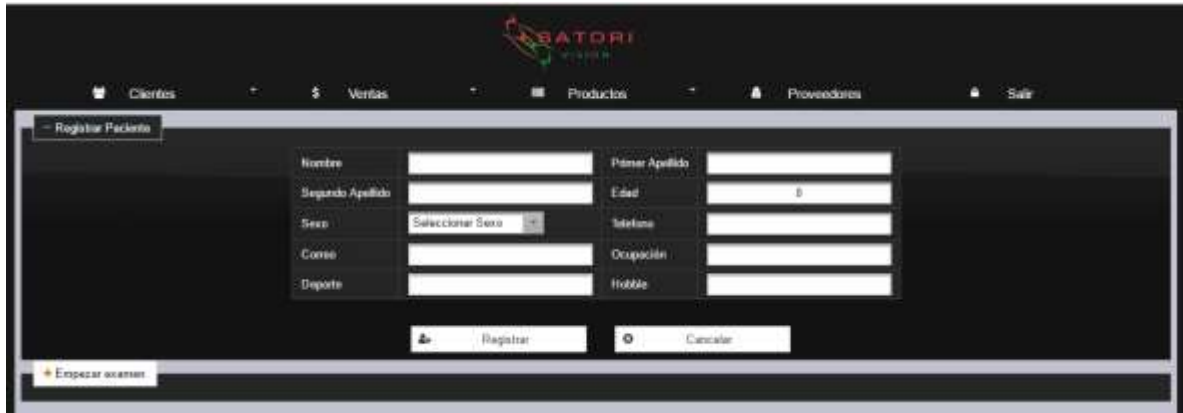 SATORI
VISION
Clientes Ventas Productos Proveedores Salir
Registrar Paciente
Nombre Primer Apellido
Segundo Apellido Edad 0
Sexo Seleccionar Sexo Telefono
Correo Ocupación
Deporte Hobbie
Registrar Cancelar
Empezar examen